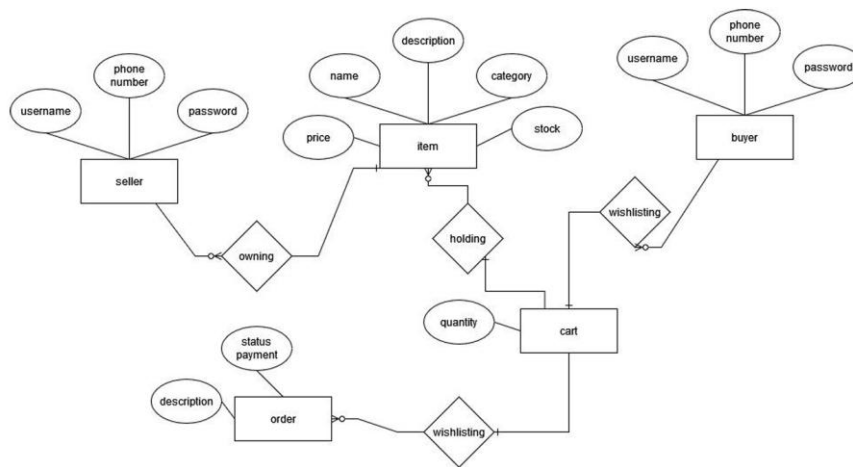 description
phone
number
phone
number
name
category
username
password
username
password
price
item
stock
buyer
seller
wishlisting
holding
owning
quantity
cart
status
payment
description
order
wishlisting